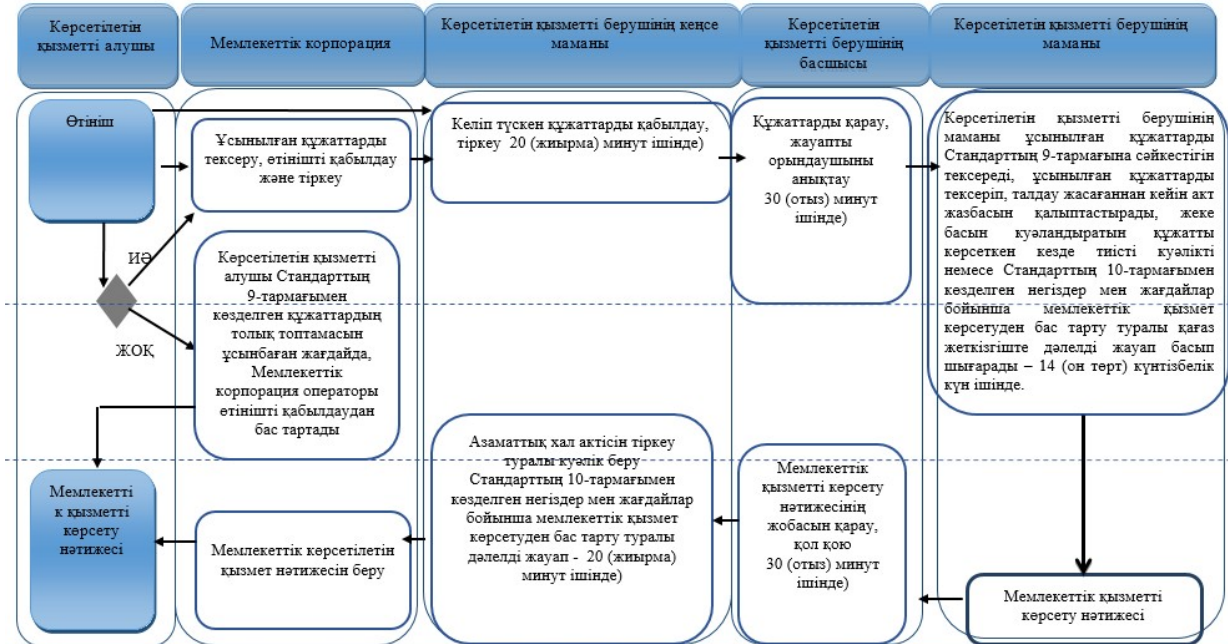 Көрсетілетін
қызметті алушы
Мемлекеттік корпорация
Көрсетілетін қызметті берушінің кеңсе
маманы
Көрсетілетін
қызметті берушінің
басшысы
Көрсетілетін қызметті берушінің
маманы
Өтініш
Ұсынылған құжаттарды
тексеру, өтінішті қабылдау
және тіркеу
Келіп түскен құжаттарды қабылдау,
тіркеу 20 (жиырма) минут ішінде)
Құжаттарды қарау,
жауапты
орындаушыны
анықтау
30 (отыз) минут
ішінде)
Көрсетілетін қызметті берушінің
маманы ұсынылған құжаттарды
Стандарттың 9-тармағына сәйкестігін
тексереді, ұсынылған құжаттарды
тексеріп, талдау жасағаннан кейін акт
жазбасын қалыптастырады, жеке
басын куәландыратын құжатты
көрсеткен кезде тиісті куәлікті
немесе Стандарттың 10-тармағымен
көзделген негіздер мен жағдайлар
бойынша мемлекеттік қызмет
көрсетуден бас тарту туралы қағаз
жеткізгіште дәлелді жауап басып
шығарады – 14 (он төрт) күнтізбелік
күн ішінде.
ИӘ
ЖОҚ
Көрсетілетін қызметті
алушы Стандарттың
9-тармағымен
көзделген құжаттардың
толық топтамасын
ұсынбаған жағдайда,
Мемлекеттік
корпорация операторы
өтінішті қабылдаудан
бас тартады
Мемлекетті
к қызметті
көрсету
нәтижесі
Мемлекеттік көрсетілетін
қызмет нәтижесін беру
Азаматтық хал актісін тіркеу
туралы куәлік беру
Стандарттың 10-тармағымен
көзделген негіздер мен жағдайлар
бойынша мемлекеттік қызмет
көрсетуден бас тарту туралы
дәлелді жауап - 20 (жиырма)
минут ішінде)
Мемлекеттік
қызметті көрсету
нәтижесінің
жобасын қарау,
қол қою
30 (отыз) минут
ішінде)
Мемлекеттік қызметті
көрсету нәтижесі